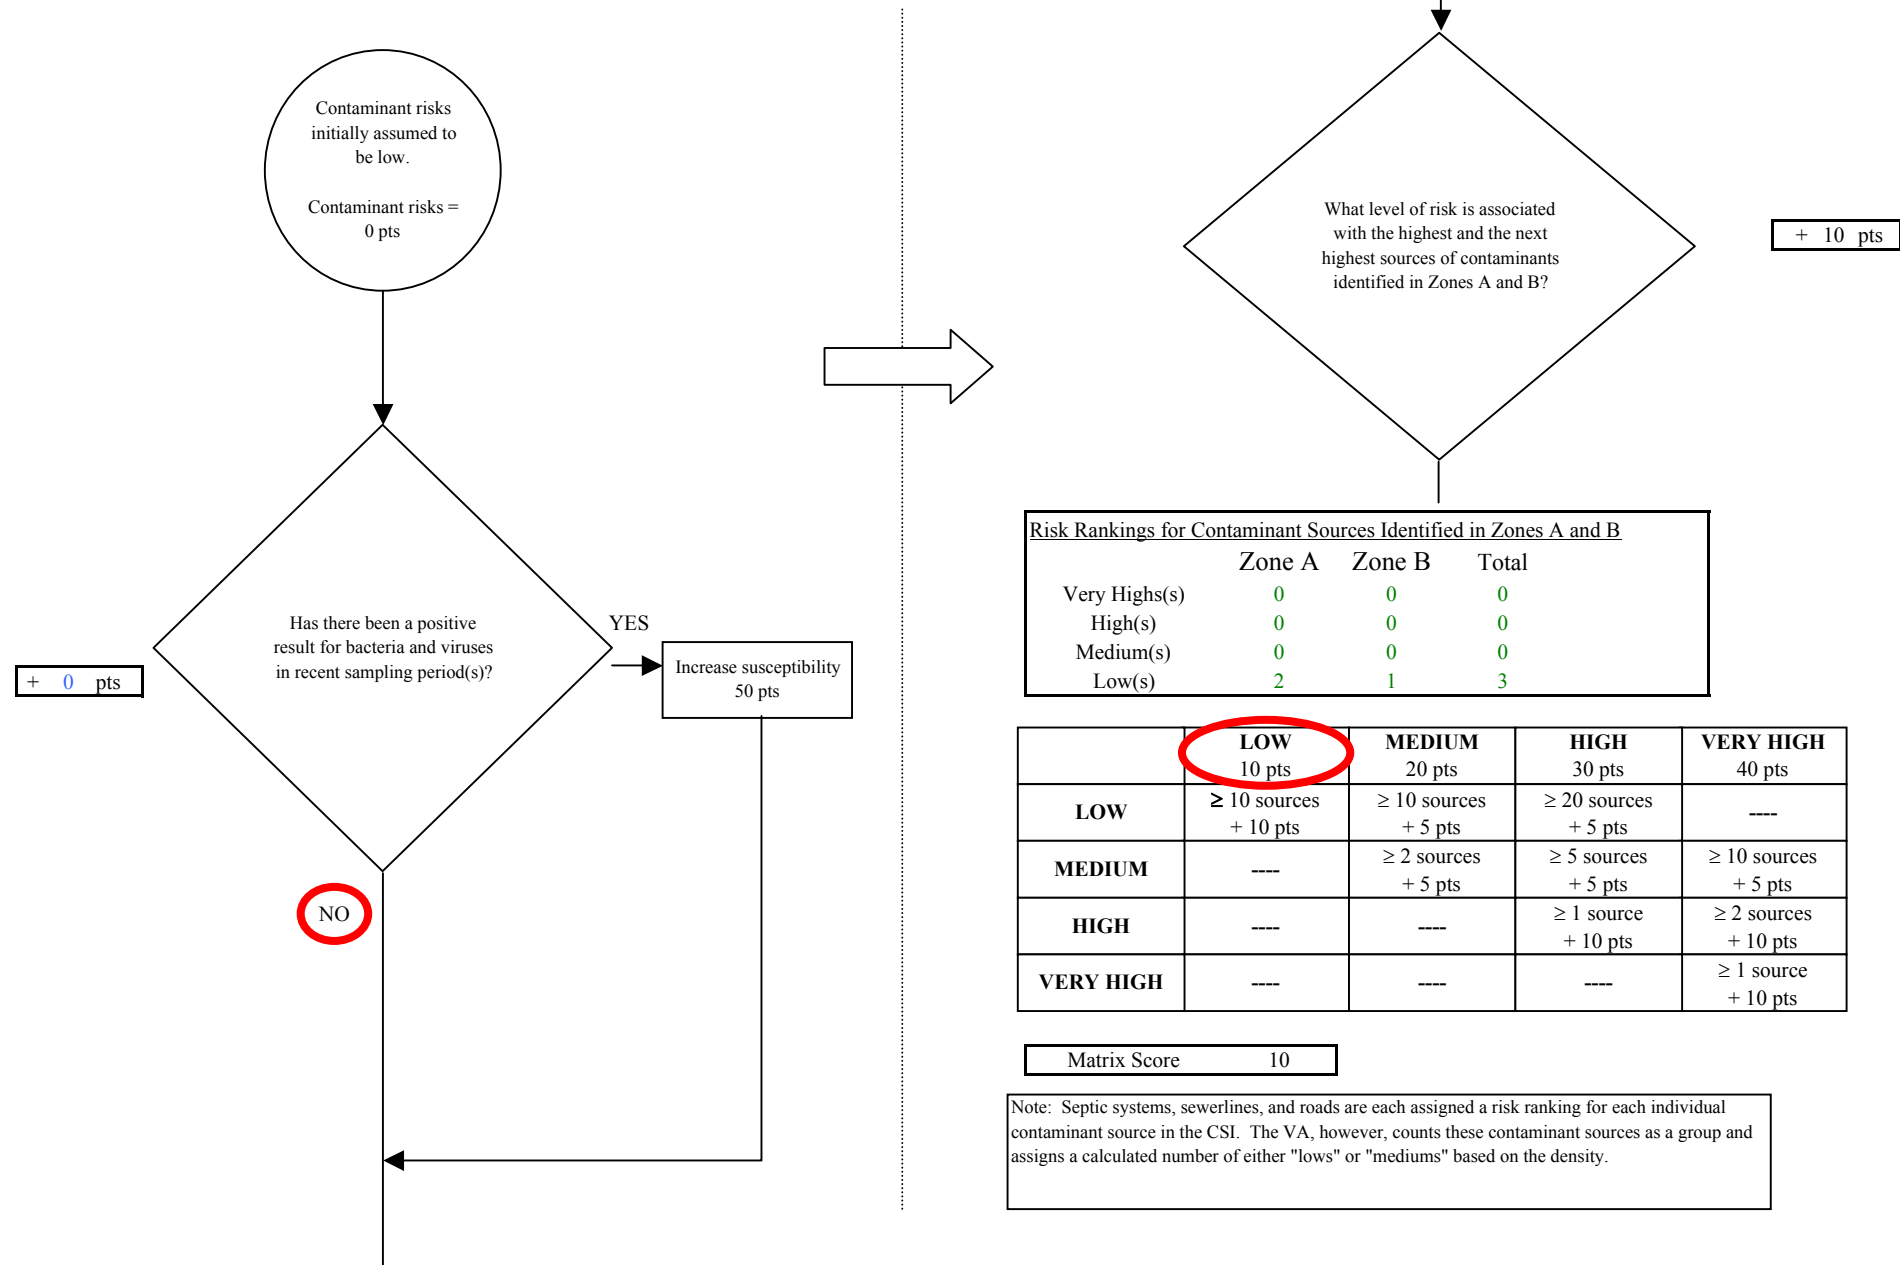 Contaminant risks
initially assumed to
be low.
Contaminant risks =
0 pts
Has there been a positive
result for bacteria and viruses
in recent sampling period(s)?
+ 0 pts
YES
Increase susceptibility
50 pts
NO
What level of risk is associated
with the highest and the next
highest sources of contaminants
identified in Zones A and B?
+ 10 pts
Risk Rankings for Contaminant Sources Identified in Zones A and B
Zone A Zone B Total
Very Highs(s) 0 0 0
High(s) 0 0 0
Medium(s) 0 0 0
Low(s) 2 1 3
LOW MEDIUM HIGH VERY HIGH
10 pts 20 pts 30 pts 40 pts
LOW ≥ 10 sources ≥ 10 sources ≥ 20 sources ----
+ 10 pts + 5 pts + 5 pts
MEDIUM ---- ≥ 2 sources ≥ 5 sources ≥ 10 sources
+ 5 pts + 5 pts + 5 pts
HIGH ---- ---- ≥ 1 source ≥ 2 sources
+ 10 pts + 10 pts
VERY HIGH ---- ---- ---- ≥ 1 source
+ 10 pts
Matrix Score 10
Note: Septic systems, sewerlines, and roads are each assigned a risk ranking for each individual
contaminant source in the CSI. The VA, however, counts these contaminant sources as a group and
assigns a calculated number of either "lows" or "mediums" based on the density.